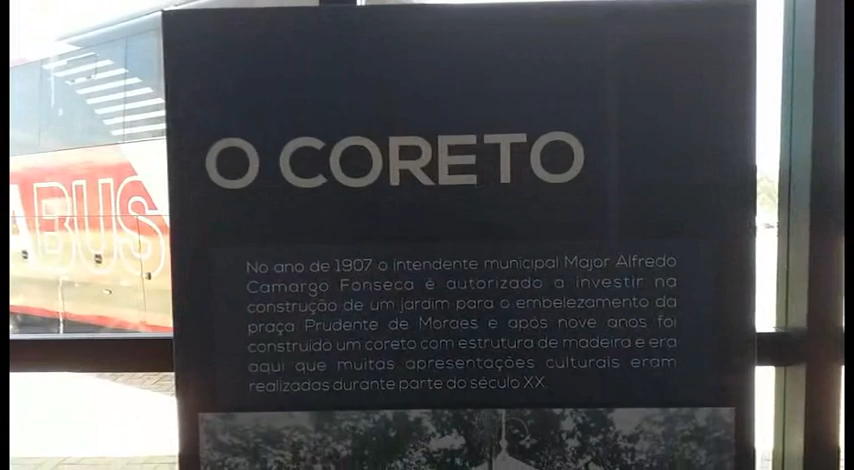 ABUS
O CORETO
No ano de 1907 o intendente municipal Major Alfredo
Camargo Fonseca é autorizado a investir na
construção de um jardim para o embelezamento da
praça Prudente de Moraes e após nove anos foi
construído um coreto com estrutura de madeira e era
aqui que muitas apresentações culturais eram
realizadas durante parte do século XX.